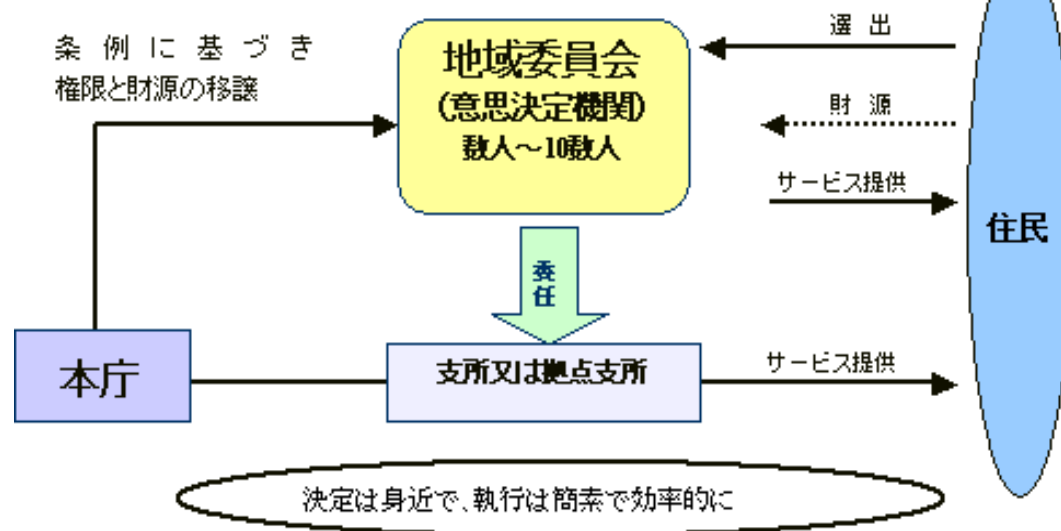 条例に基づき
権限と財源の移譲
地域委員会
(意思決定機関)
数人～10数人
選出
財源
サービス提供
住民
委任
本庁
支所又は拠点支所
サービス提供
決定は身近で、執行は簡素で効率的に